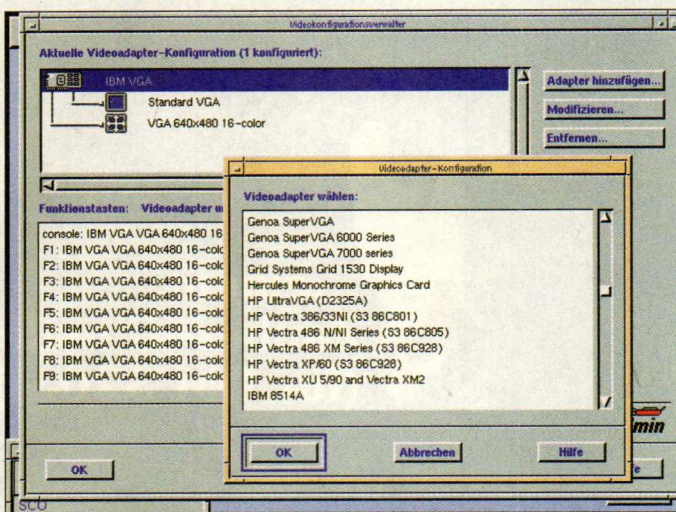 Videokonfigurationsverwalter
Aktuelle Videoadapter-Konfiguration (1 konfiguriert):
IBM VGA
Standard VGA
VGA 640x480 16-color
Adapter hinzufügen...
Modifizieren...
Entfernen...
Funktionstasten: Videoadapter
console: IBM VGA VGA 640x480 16
F1: IBM VGA VGA 640x480 16-colo
F2: IBM VGA VGA 640x480 16-colo
F3: IBM VGA VGA 640x480 16-colo
F4: IBM VGA VGA 640x480 16-colo
F5: IBM VGA VGA 640x480 16-colo
F6: IBM VGA VGA 640x480 16-colo
F7: IBM VGA VGA 640x480 16-colo
F8: IBM VGA VGA 640x480 16-colo
F9: IBM VGA VGA 640x480 16-colo
OK
SCO
Videoadapter-Konfiguration
Videoadapter wählen:
Genoa SuperVGA
Genoa SuperVGA 6000 Series
Genoa SuperVGA 7000 series
Grid Systems Grid 1530 Display
Hercules Monochrome Graphics Card
HP UltraVGA (D2325A)
HP Vectra 386/33NI (S3 86C801)
HP Vectra 486 N/NI Series (S3 86C805)
HP Vectra 486 XM Series (S3 86C928)
HP Vectra XP/60 (S3 86C928)
HP Vectra XU 5/90 and Vectra XM2
IBM 8514A
OK
Abbrechen
Hilfe
min